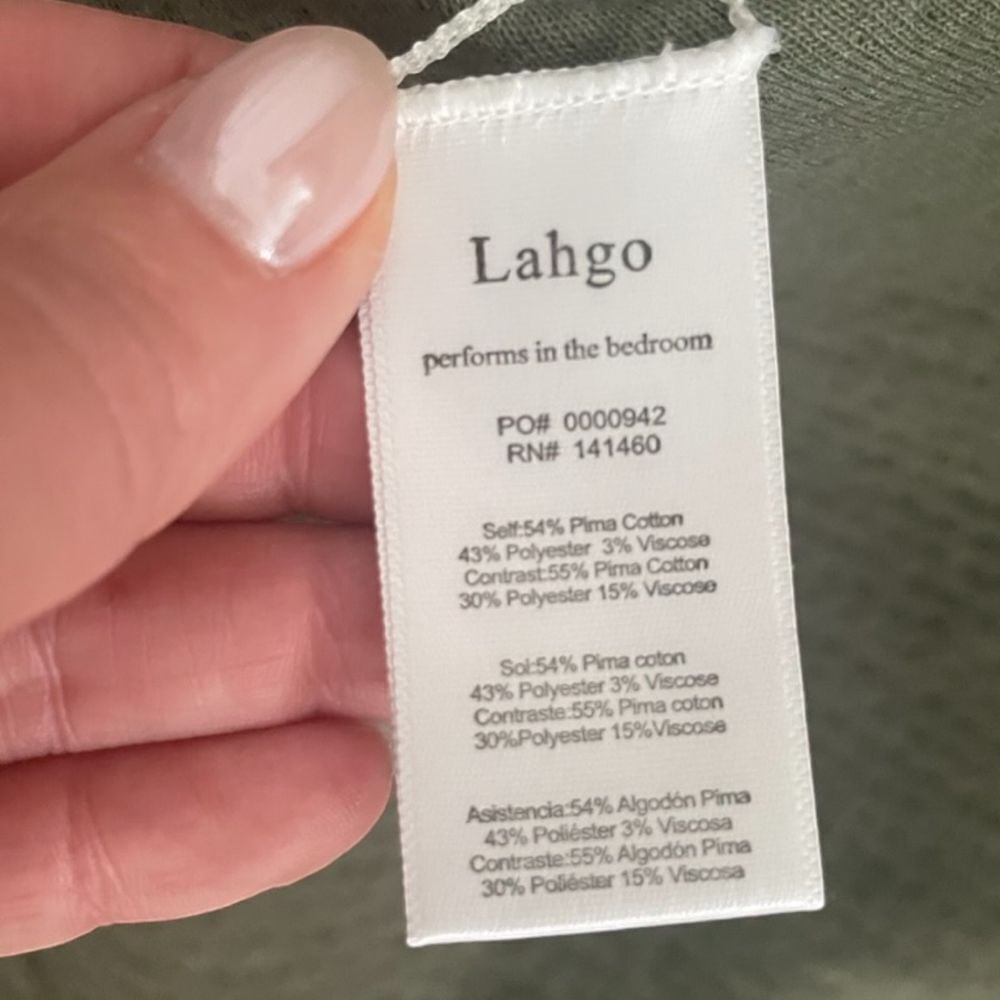 Lahgo
performs in the bedroom
PO# 0000942
RN# 141460
Self:54% Pima Cotton
43% Polyester 3% Viscose
Contrast:55% Pima Cotton
30% Polyester 15% Viscose
Sol:54% Pima coton
43% Polyester 3% Viscose
Contraste:55% Pima coton
30%Polyester 15%Viscose
Asistencia:54% Algodón Pima
43% Poliéster 3% Viscosa
Contraste:55% Algodón Pima
30% Poliéster 15% Viscosa